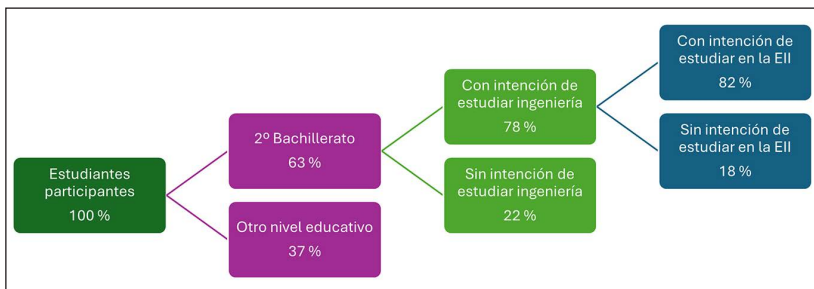 Estudiantes
participantes
100 %
2º Bachillerato
63 %
Otro nivel educativo
37 %
Con intención de
estudiar ingeniería
78 %
Sin intención de
estudiar ingeniería
22 %
Con intención de
estudiar en la EII
82 %
Sin intención de
estudiar en la EII
18 %